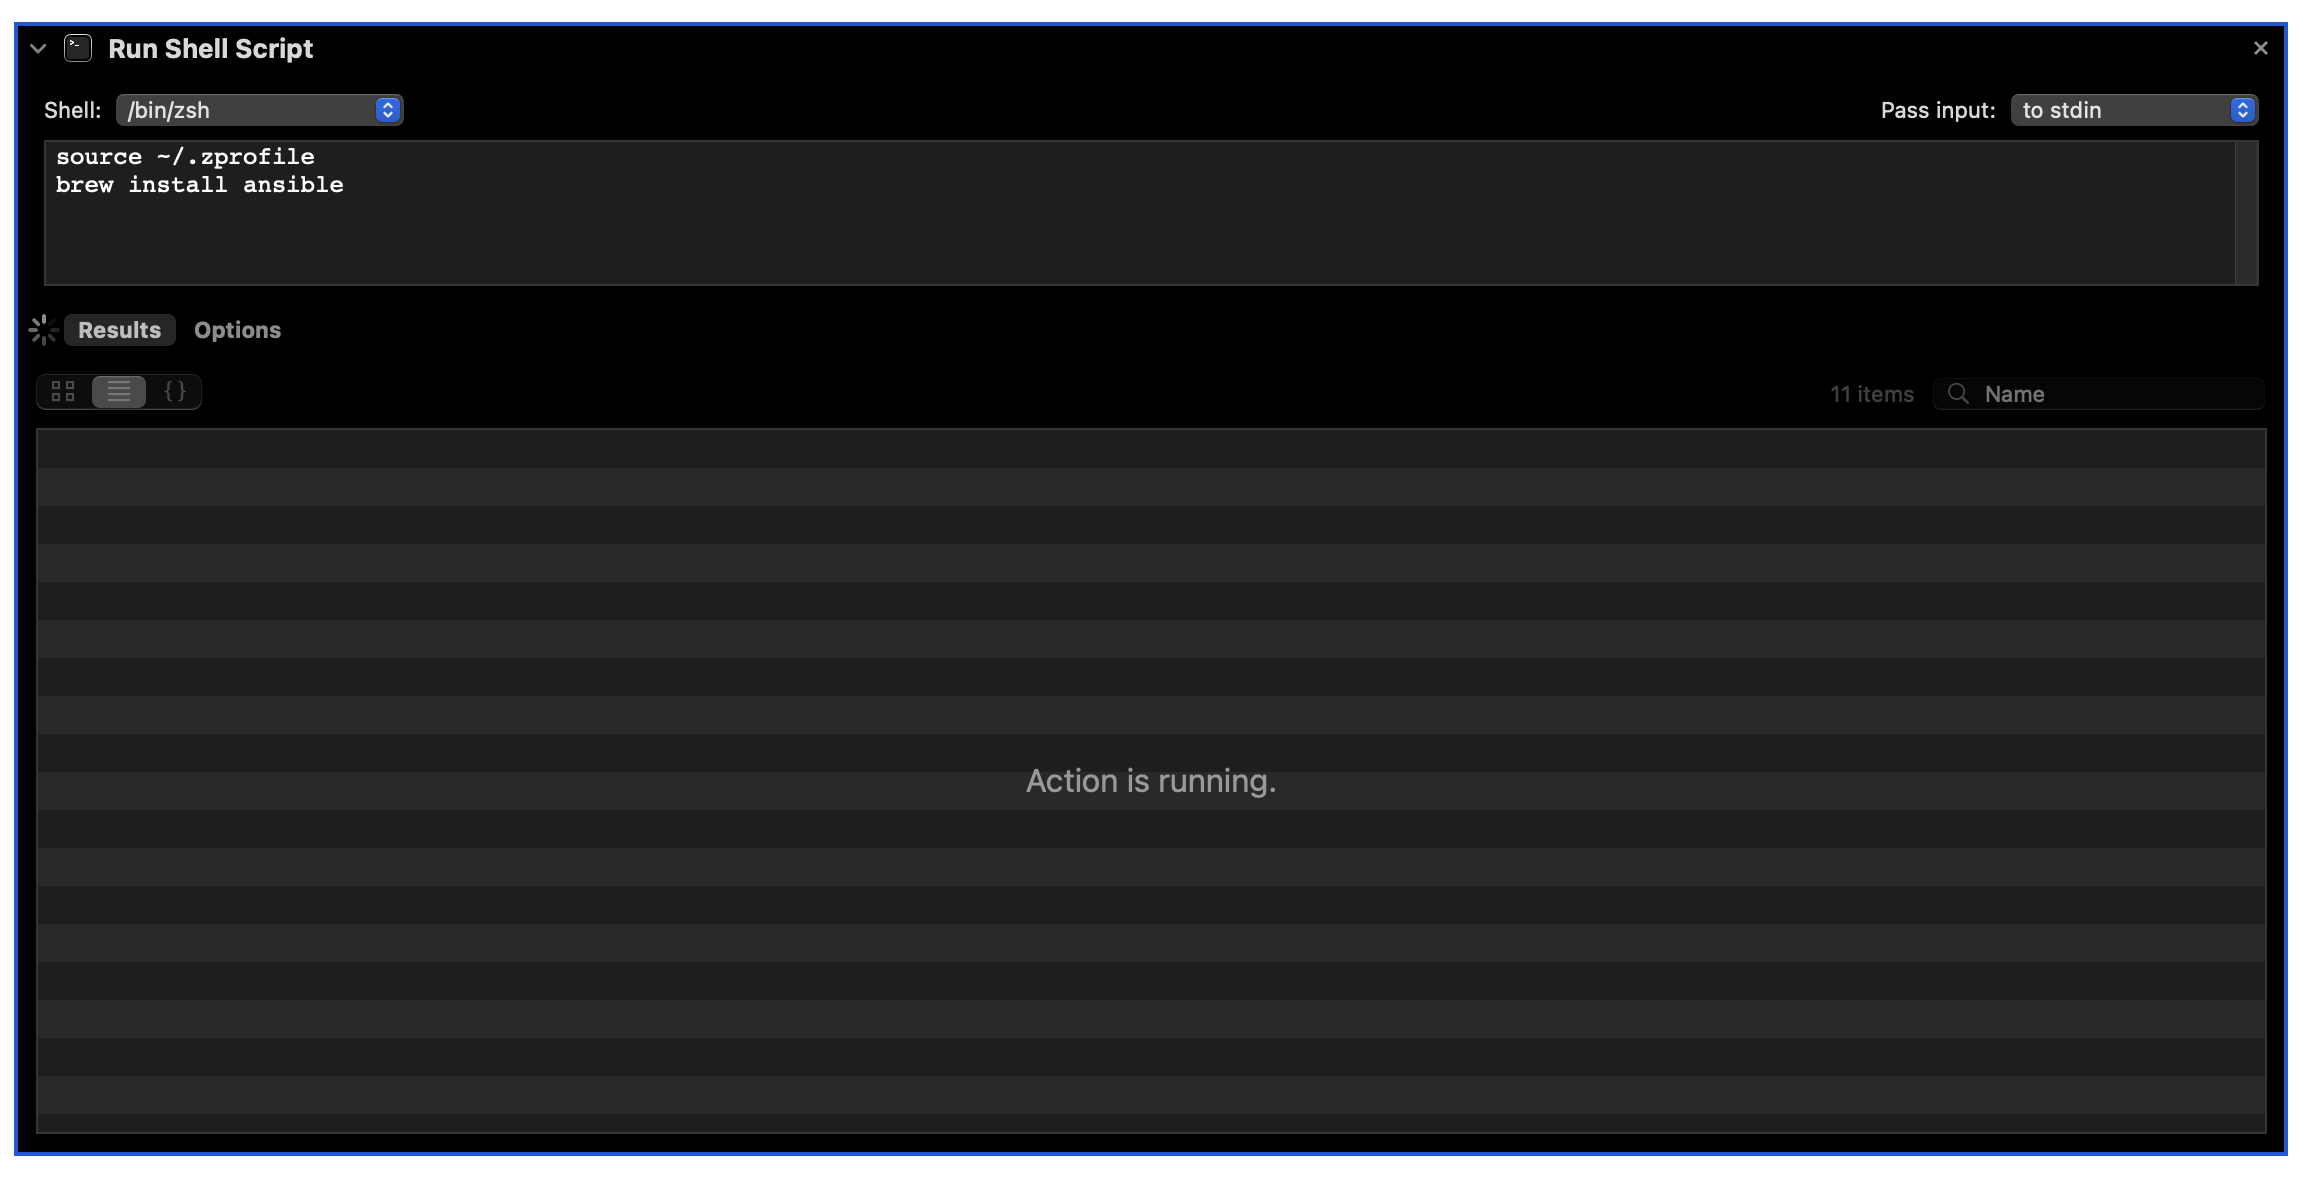 Run Shell Script
Shell: /bin/zsh Pass input: to stdin
source ~/.zprofile
brew install ansible
Results Options
{} 11 items Name
Action is running.